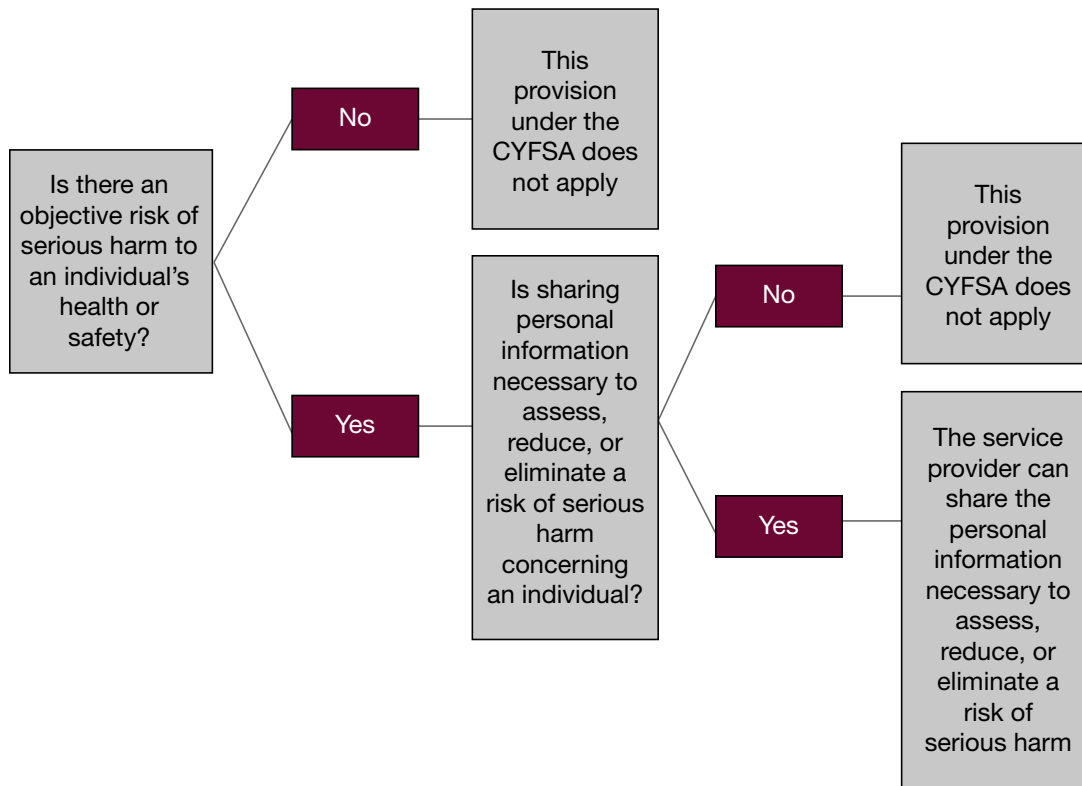 Is there an
objective risk of
serious harm to
an individual’s
health or
safety?
No
This
provision
under the
CYFSA does
not apply
Yes
Is sharing
personal
information
necessary to
assess,
reduce, or
eliminate a
risk of serious
harm
concerning
an individual?
No
This
provision
under the
CYFSA does
not apply
Yes
The service
provider can
share the
personal
information
necessary to
assess,
reduce, or
eliminate a
risk of
serious harm